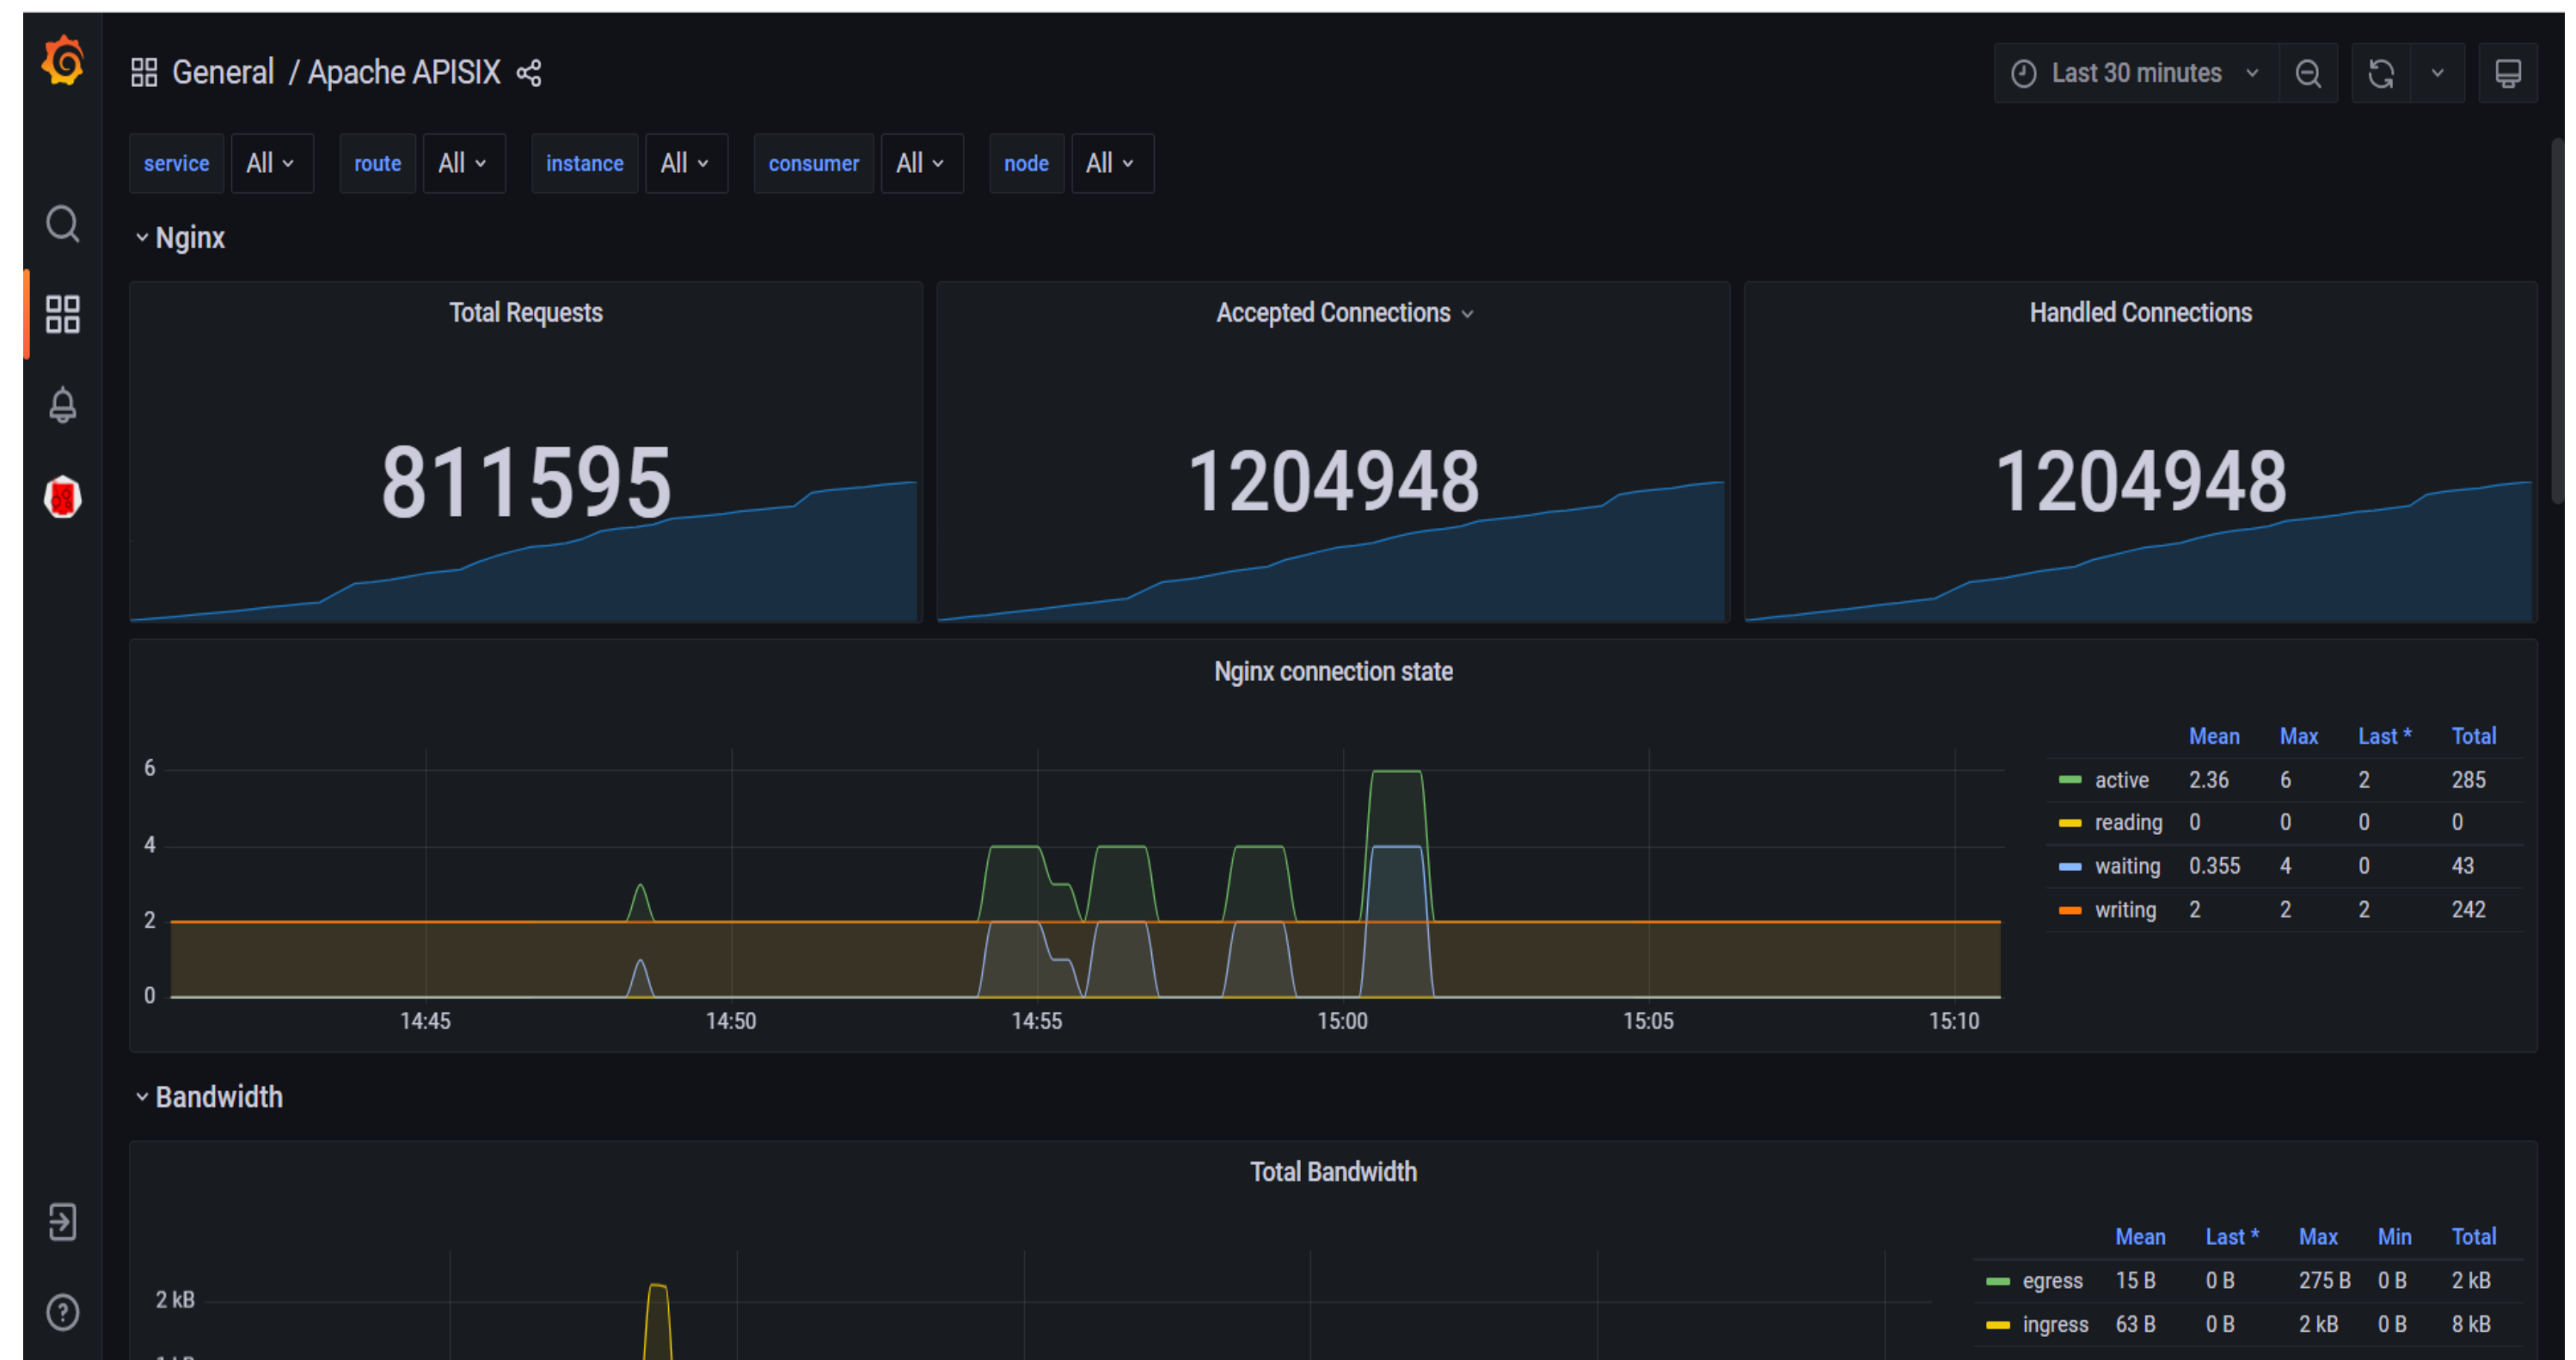 General / Apache APISIX
Last 30 minutes
service All route All instance All consumer All node All
Nginx
Total Requests
811595
Accepted Connections
1204948
Handled Connections
1204948
Nginx connection state
6
4
2
0
14:45 14:50 14:55 15:00 15:05 15:10
Mean Max Last * Total
active 2.36 6 2 285
reading 0 0 0 0
waiting 0.355 4 0 43
writing 2 2 2 242
Bandwidth
Total Bandwidth
2 kB
Mean Last * Max Min Total
egress 15 B 0 B 275 B 0 B 2 kB
ingress 63 B 0 B 2 kB 0 B 8 kB